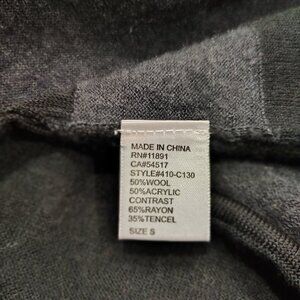 MADE IN CHINA
RN#11891
CA#54517
STYLE#410-C130
50%WOOL
50%ACRYLIC
CONTRAST
65%RAYON
35%TENCEL
SIZE S